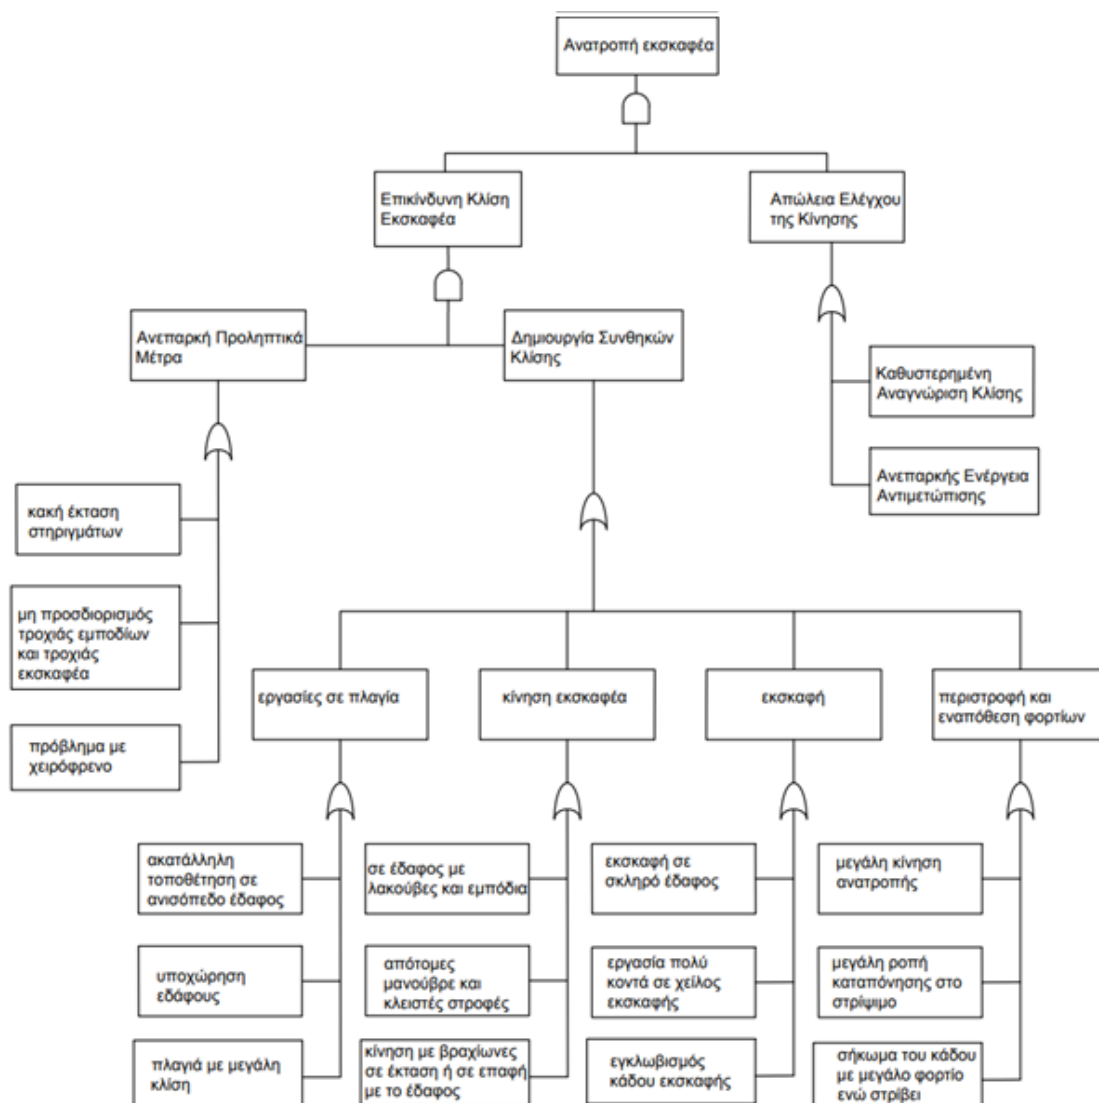 Ανατροπή εκσκαφέα
Επικίνδυνη Κλίση
Εκσκαφέα
Απώλεια Ελέγχου
της Κίνησης
Ανεπαρκή Προληπτικά
Μέτρα
Δημιουργία Συνθηκών
Κλίσης
Καθυστερημένη
Αναγνώριση Κλίσης
Ανεπαρκής Ενέργεια
Αντιμετώπισης
κακή έκταση
στηριγμάτων
μη προσδιορισμός
τροχιάς εμποδίων
και τροχιάς
εκσκαφέα
πρόβλημα με
χειρόφρενο
εργασίες σε πλαγία
κίνηση εκσκαφέα
εκσκαφή
περιστροφή και
εναπόθεση φορτίων
ακατάλληλη
τοποθέτηση σε
ανισόπεδο έδαφος
σε έδαφος με
λακούβες και εμπόδια
εκσκαφή σε
σκληρό έδαφος
μεγάλη κίνηση
ανατροπής
υποχώρηση
εδάφους
απότομες
μανούβρε και
κλειστές στροφές
εργασία πολύ
κοντά σε χείλος
εκσκαφής
μεγάλη ροπή
καταπόνησης στο
στρίψιμο
πλαγιά με μεγάλη
κλίση
κίνηση με βραχίωνες
σε έκταση ή σε επαφή
με το έδαφος
εγκλωβισμός
κάδου εκσκαφής
σήκωμα του κάδου
με μεγάλο φορτίο
ενώ στρίβει